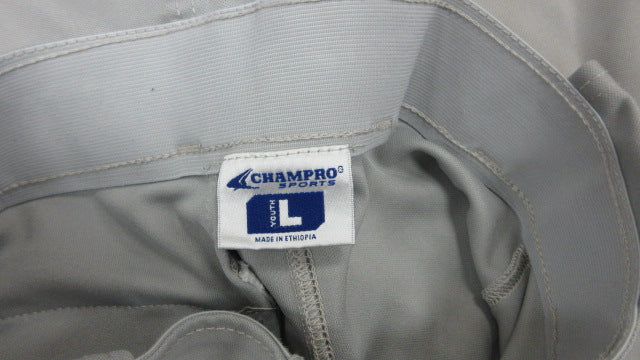 CHAMPRO®
SPORTS
YOUTH L
MADE IN ETHIOPIA